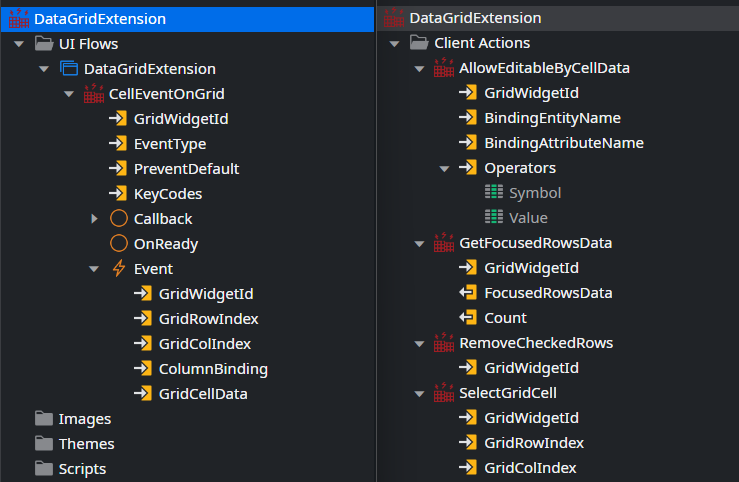 DataGridExtension
UI Flows
DataGridExtension
CellEventOnGrid
GridWidgetId
EventType
PreventDefault
KeyCodes
Callback
OnReady
Event
GridWidgetId
GridRowIndex
GridColIndex
ColumnBinding
GridCellData
Images
Themes
Scripts
DataGridExtension
Client Actions
AllowEditableByCellData
GridWidgetId
BindingEntityName
BindingAttributeName
Operators
Symbol
Value
GetFocusedRowsData
GridWidgetId
FocusedRowsData
Count
RemoveCheckedRows
GridWidgetId
SelectGridCell
GridWidgetId
GridRowIndex
GridColIndex